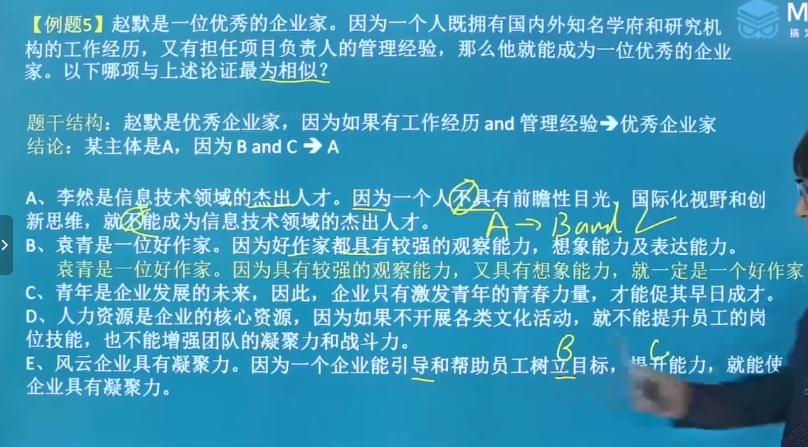 【例题5】赵默是一位优秀的企业家。因为一个人既拥有国内外知名学府和研究机
构的工作经历，又有担任项目负责人的管理经验，那么他就能成为一位优秀的企业
家。以下哪项与上述论证最为相似？
题干结构：赵默是优秀企业家，因为如果有工作经历 and 管理经验➔优秀企业家
结论：某主体是A，因为 B and C ➔ A
A、李然是信息技术领域的杰出人才。因为一个人不具有前瞻性目光、国际化视野和创
新思维，就不能成为信息技术领域的杰出人才。
A → B and C
B、袁青是一位好作家。因为好作家都具有较强的观察能力，想象能力及表达能力。
袁青是一位好作家。因为具有较强的观察能力，又具有想象能力，就一定是一个好作家
C、青年是企业发展的未来，因此，企业只有激发青年的青春力量，才能促其早日成才。
D、人力资源是企业的核心资源，因为如果不开展各类文化活动，就不能提升员工的岗
位技能，也不能增强团队的凝聚力和战斗力。
B C
E、风云企业具有凝聚力。因为一个企业能引导和帮助员工树立目标，提升能力，就能使
企业具有凝聚力。
M